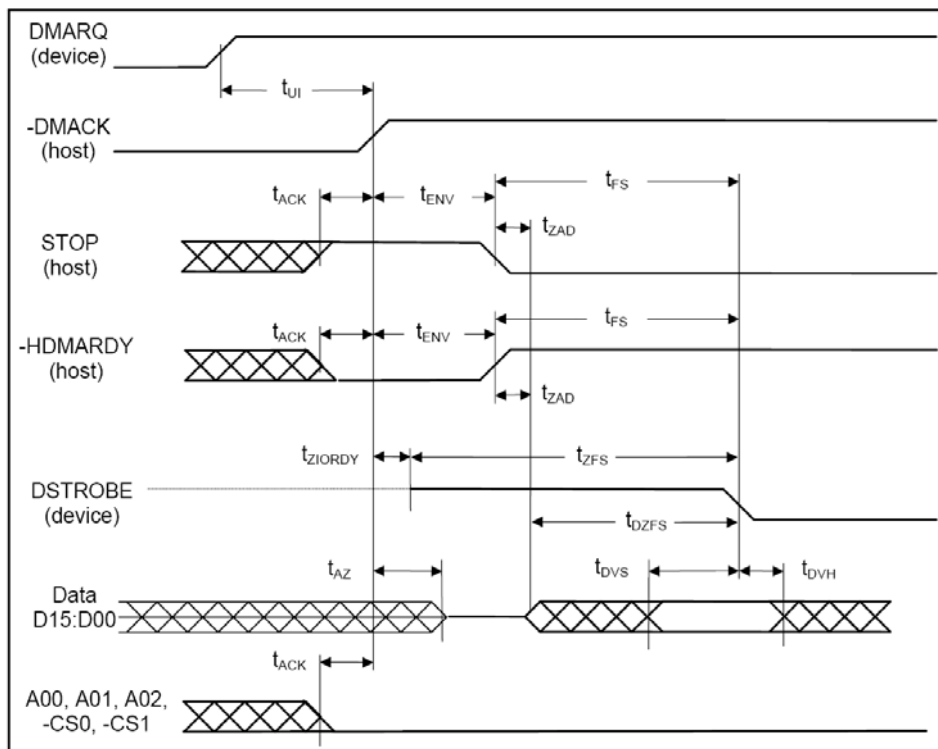 DMARQ
(device)
tUI
-DMACK
(host)
tACK
tENV
tFS
tZAD
STOP
(host)
tACK
tENV
tFS
-HDMARDY
(host)
tZAD
tZIORDY
tZFS
DSTROBE
(device)
tDZFS
tAZ
tDVS
tDVH
Data
D15:D00
tACK
A00, A01, A02,
-CS0, -CS1